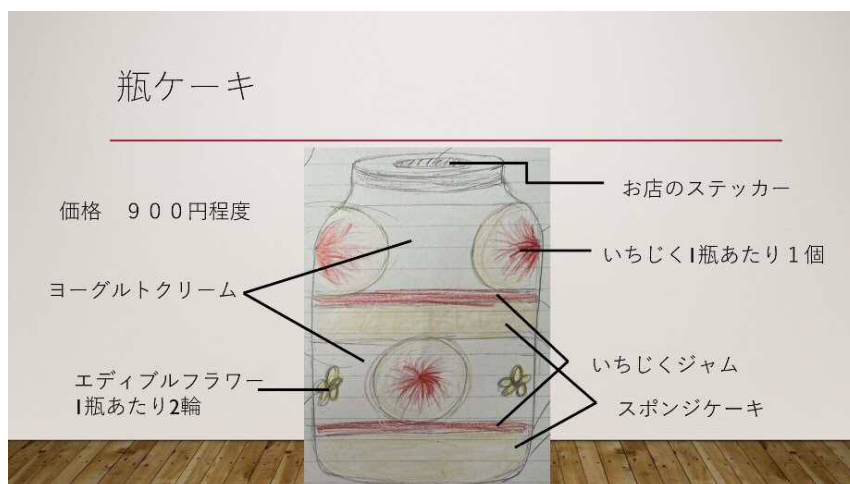 瓶ケーキ
価格　９００円程度
お店のステッカー
いちじく1瓶あたり１個
ヨーグルトクリーム
いちじくジャム
エディブルフラワー
1瓶あたり2輪
スポンジケーキ